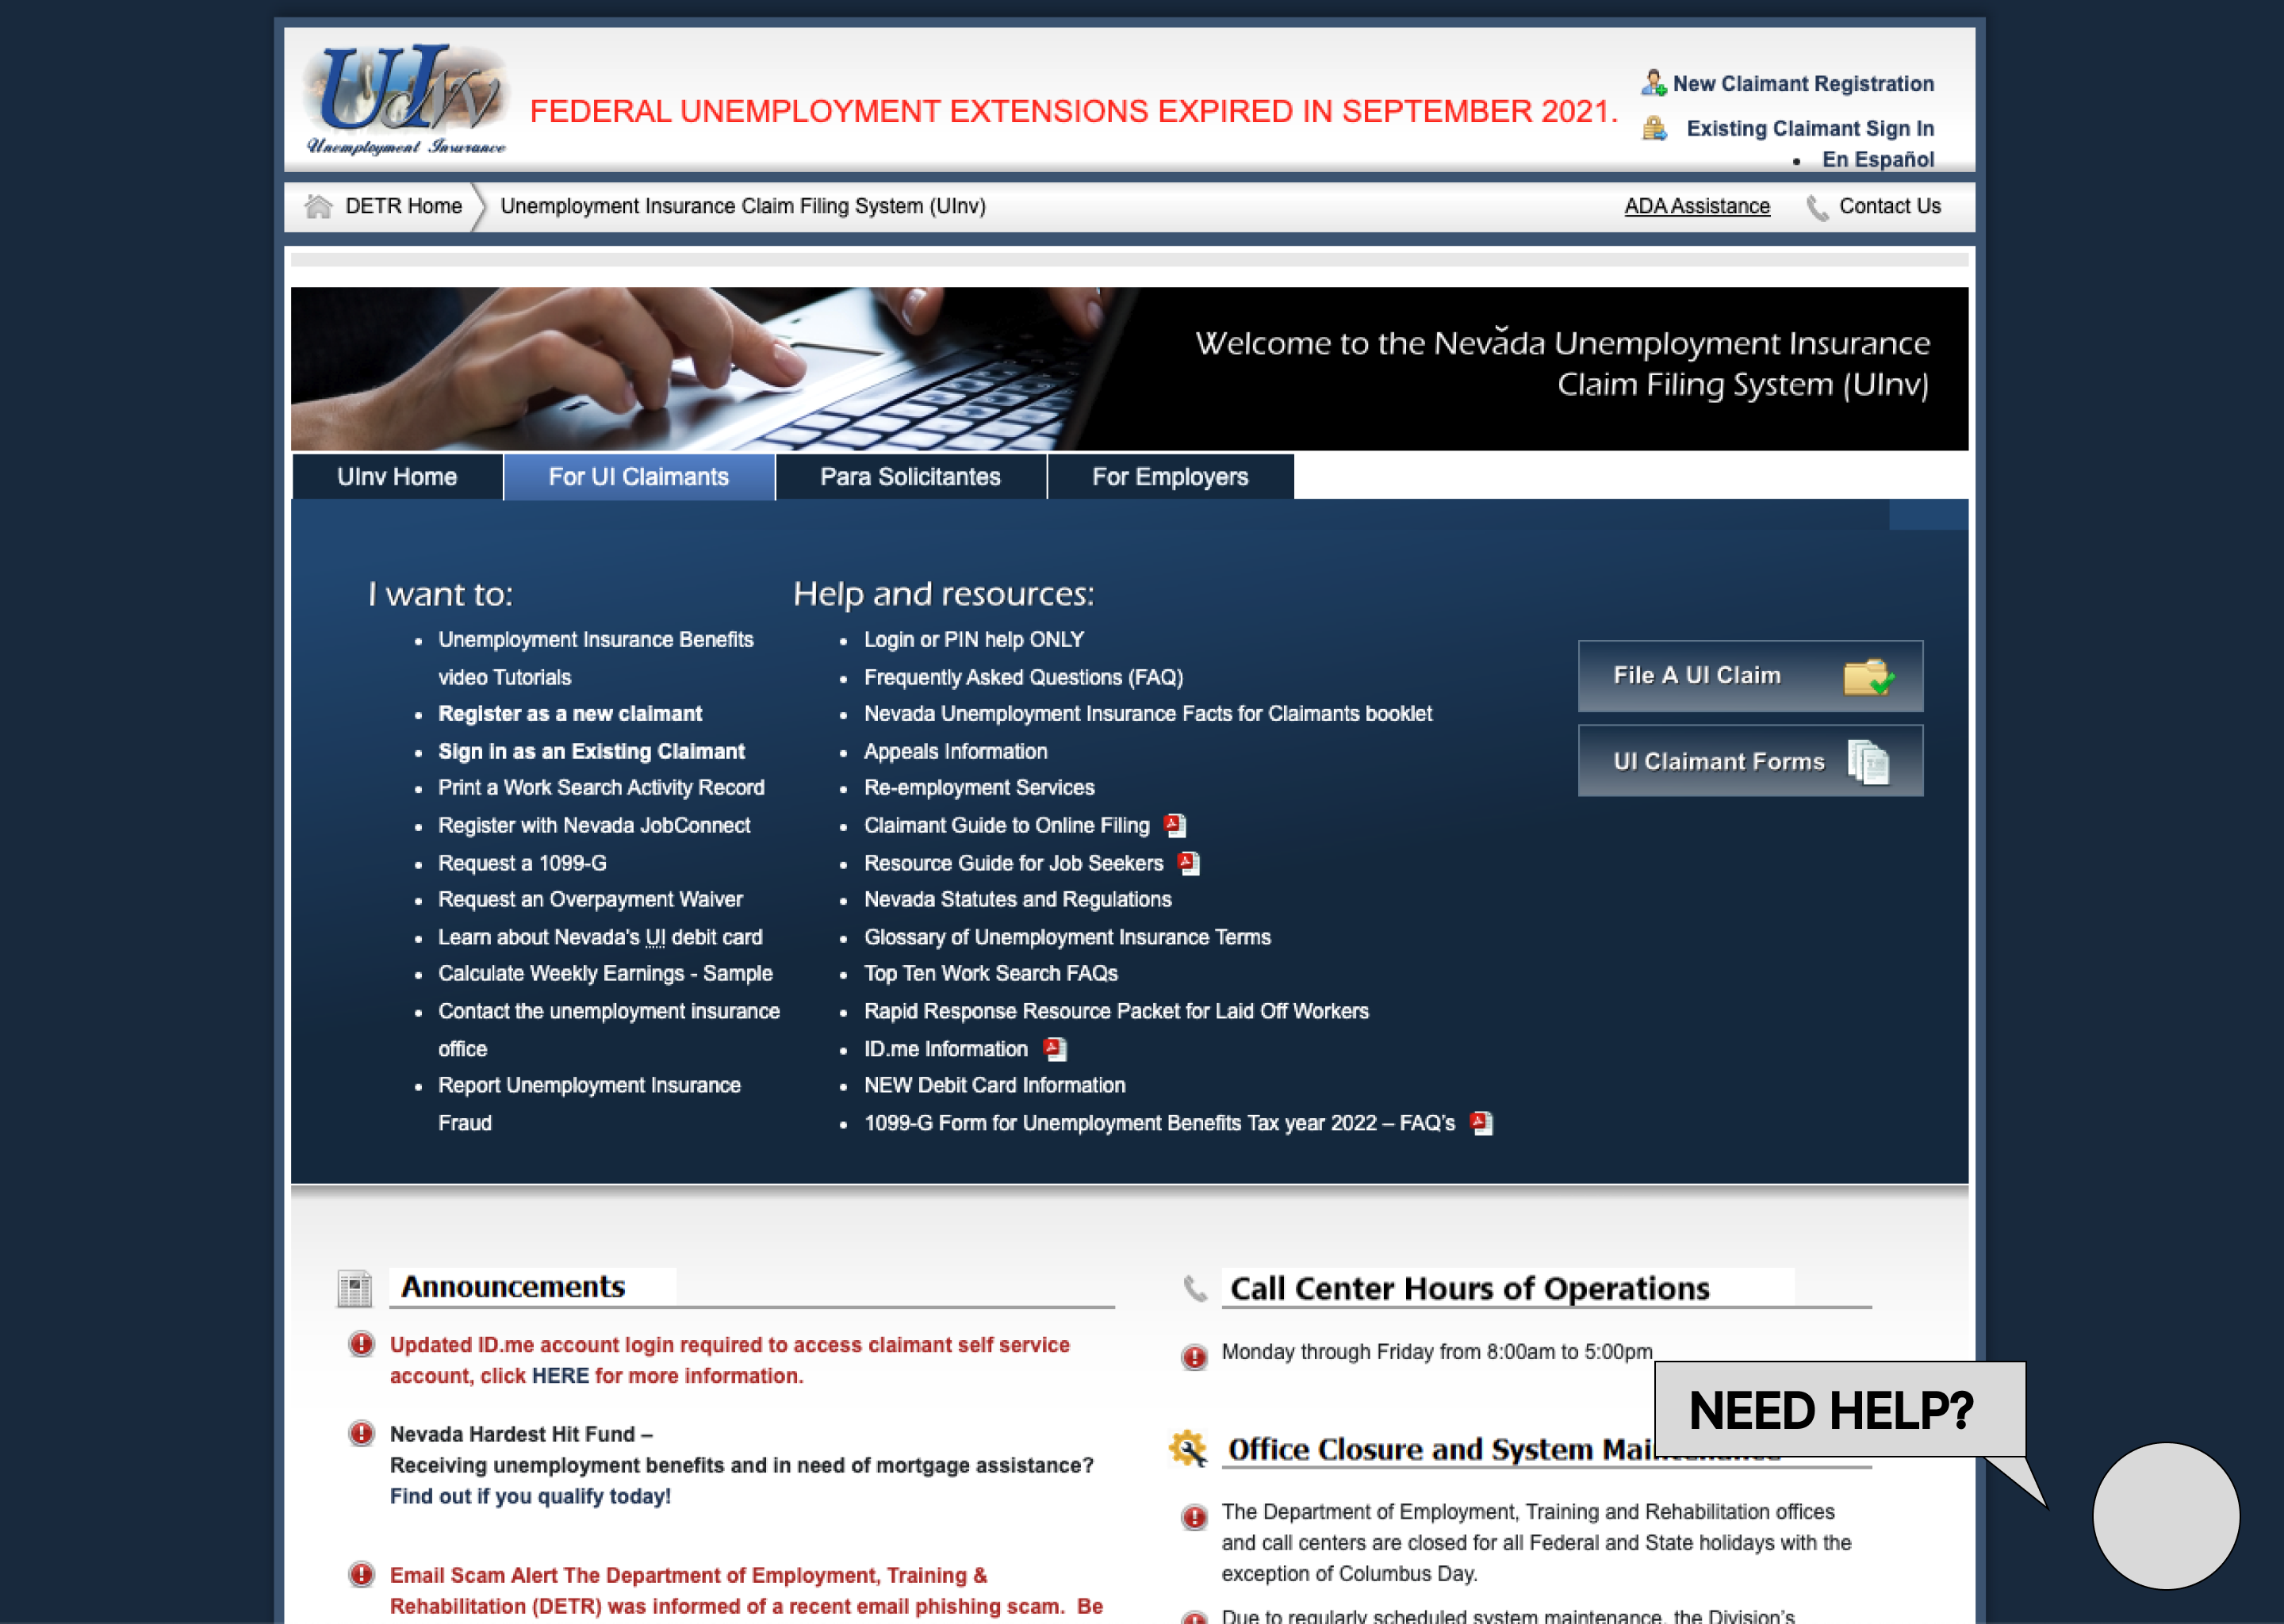 UInv
Unemployment Insurance
FEDERAL UNEMPLOYMENT EXTENSIONS EXPIRED IN SEPTEMBER 2021.
New Claimant Registration
Existing Claimant Sign In
• En Español
DETR Home
Unemployment Insurance Claim Filing System (UInv)
ADA Assistance
Contact Us
Welcome to the Nevăda Unemployment Insurance
Claim Filing System (UInv)
UInv Home
For UI Claimants
Para Solicitantes
For Employers
I want to:
• Unemployment Insurance Benefits
video Tutorials
• Register as a new claimant
• Sign in as an Existing Claimant
• Print a Work Search Activity Record
• Register with Nevada JobConnect
• Request a 1099-G
• Request an Overpayment Waiver
• Learn about Nevada's UI debit card
• Calculate Weekly Earnings - Sample
• Contact the unemployment insurance
office
• Report Unemployment Insurance
Fraud
Help and resources:
• Login or PIN help ONLY
• Frequently Asked Questions (FAQ)
• Nevada Unemployment Insurance Facts for Claimants booklet
• Appeals Information
• Re-employment Services
• Claimant Guide to Online Filing
• Resource Guide for Job Seekers
• Nevada Statutes and Regulations
• Glossary of Unemployment Insurance Terms
• Top Ten Work Search FAQs
• Rapid Response Resource Packet for Laid Off Workers
• ID.me Information
• NEW Debit Card Information
• 1099-G Form for Unemployment Benefits Tax year 2022 – FAQ's
File A UI Claim
UI Claimant Forms
Announcements
Updated ID.me account login required to access claimant self service
account, click HERE for more information.
Nevada Hardest Hit Fund –
Receiving unemployment benefits and in need of mortgage assistance?
Find out if you qualify today!
Email Scam Alert The Department of Employment, Training &
Rehabilitation (DETR) was informed of a recent email phishing scam. Be
Call Center Hours of Operations
Monday through Friday from 8:00am to 5:00pm
Office Closure and System
The Department of Employment, Training and Rehabilitation offices
and call centers are closed for all Federal and State holidays with the
exception of Columbus Day.
Due to regularly scheduled system maintenance, the Division's
NEED HELP?